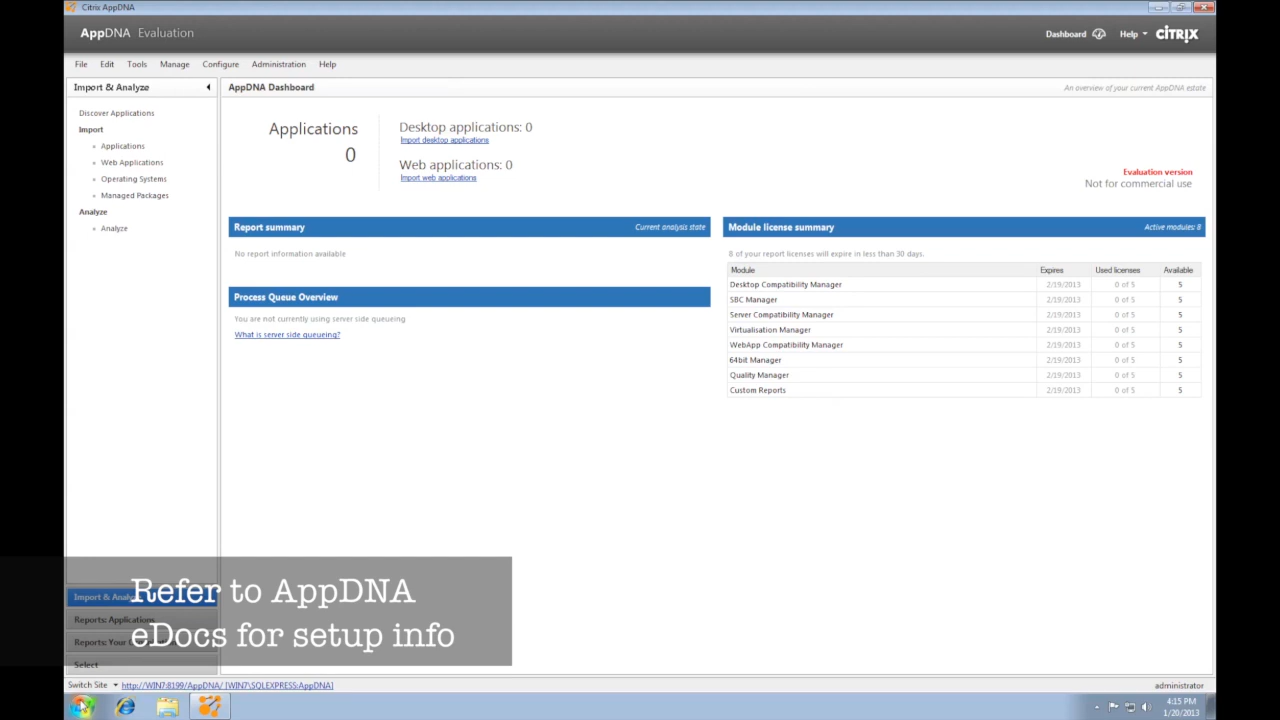 Citrix AppDNA
AppDNA Evaluation
Dashboard
Help
CITRIX
File Edit Tools Manage Configure Administration Help
Import & Analyze
Discover Applications
Import
Applications
Web Applications
Operating Systems
Managed Packages
Analyze
Analyze
AppDNA Dashboard
An overview of your current AppDNA estate
Applications
0
Desktop applications: 0
Import desktop applications
Web applications: 0
Import web applications
Evaluation version
Not for commercial use
Report summary Current analysis state
No report information available
Process Queue Overview
You are not currently using server side queueing
What is server side queueing?
Module license summary Active modules: 8
8 of your report licenses will expire in less than 30 days.
Module Expires Used licenses Available
Desktop Compatibility Manager 2/19/2013 0 of 5 5
SBC Manager 2/19/2013 0 of 5 5
Server Compatibility Manager 2/19/2013 0 of 5 5
Virtualisation Manager 2/19/2013 0 of 5 5
WebApp Compatibility Manager 2/19/2013 0 of 5 5
64bit Manager 2/19/2013 0 of 5 5
Quality Manager 2/19/2013 0 of 5 5
Custom Reports 2/19/2013 0 of 5 5
Import & Analy
Reports: Applications
Reports: Your
Select
Refer to AppDNA
eDocs for setup info
Switch Site http://WIN7:8199/AppDNA/ [WIN7\SQLEXPRESS:AppDNA]
administrator
4:15 PM
1/20/2013